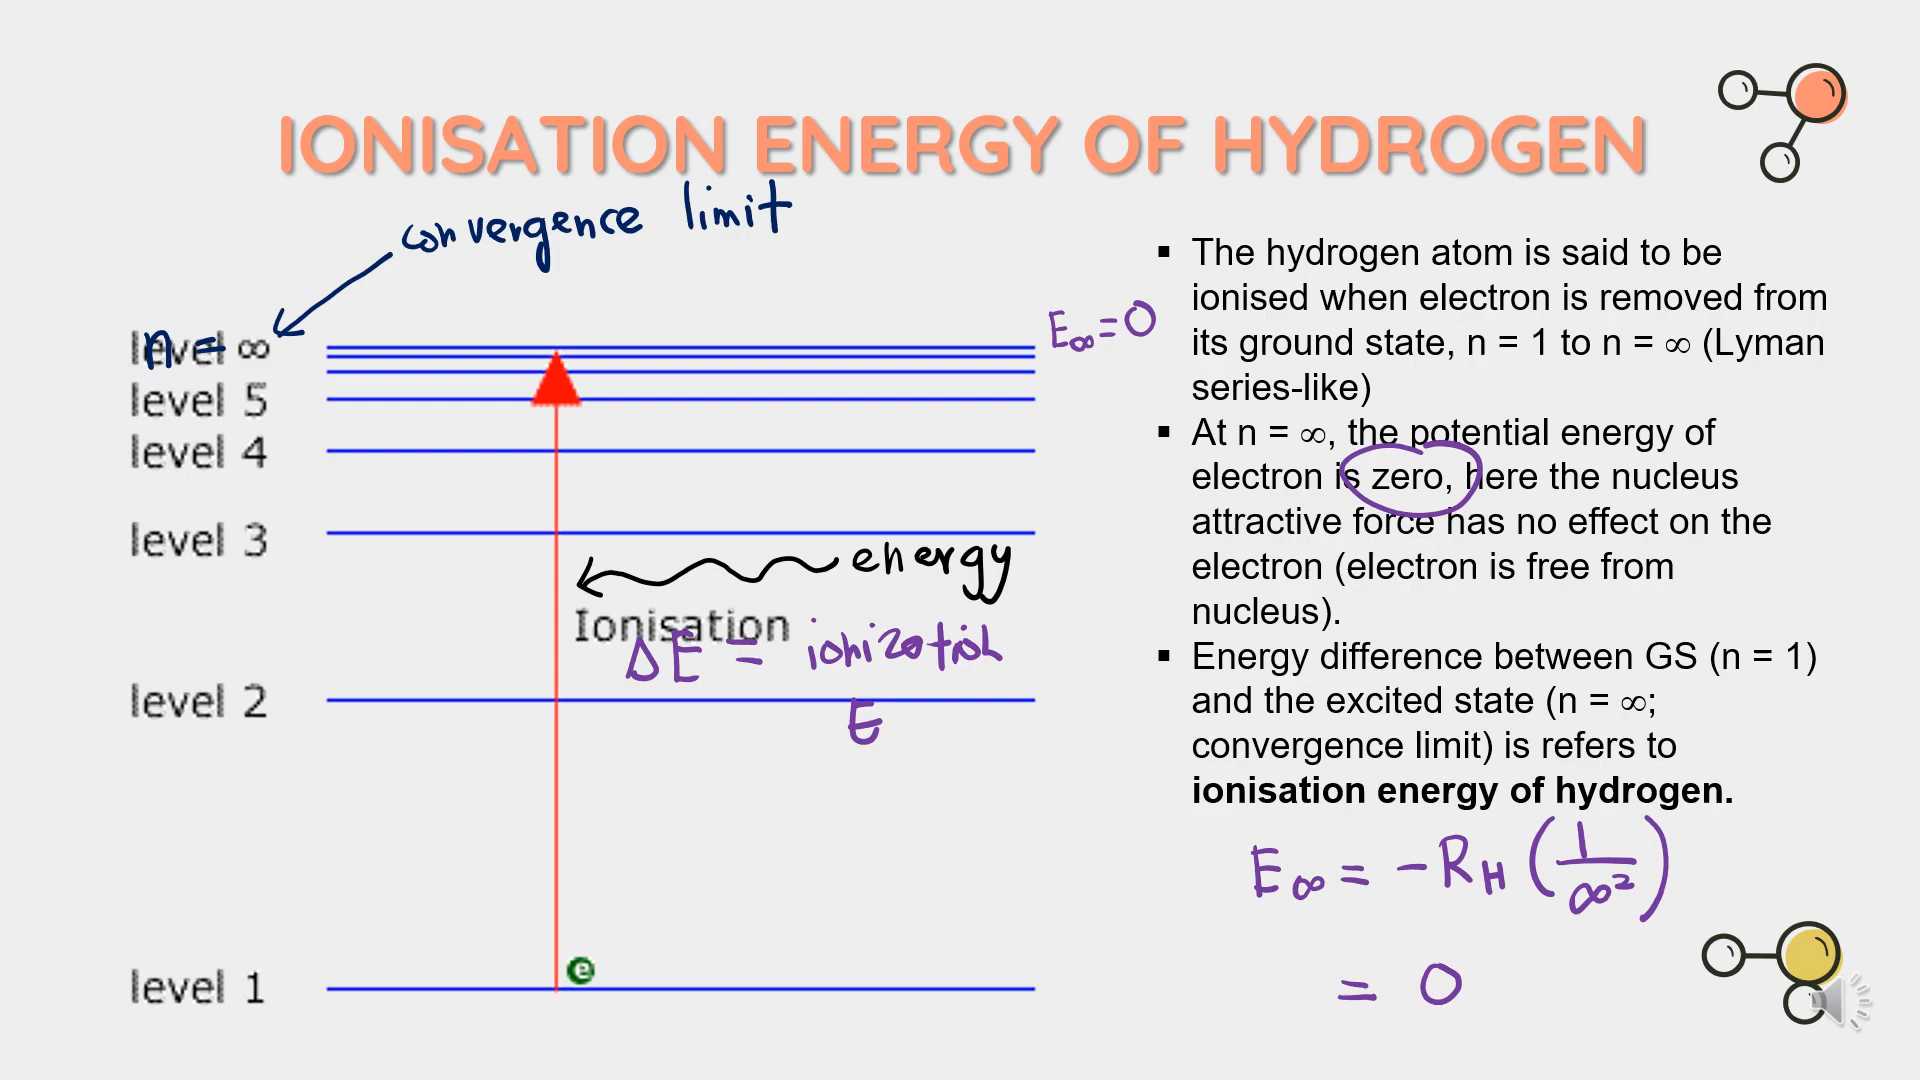 IONISATION ENERGY OF HYDROGEN
convergence limit
level ∞
n =
level 5
level 4
level 3
energy
Ionisation
ΔE = ionization
E
level 2
e
level 1
E∞ = 0
▪ The hydrogen atom is said to be
ionised when electron is removed from
its ground state, n = 1 to n = ∞ (Lyman
series-like)
▪ At n = ∞, the potential energy of
electron is zero, here the nucleus
attractive force has no effect on the
electron (electron is free from
nucleus).
▪ Energy difference between GS (n = 1)
and the excited state (n = ∞;
convergence limit) is refers to
ionisation energy of hydrogen.
E∞ = -RH (1/∞²)
= 0